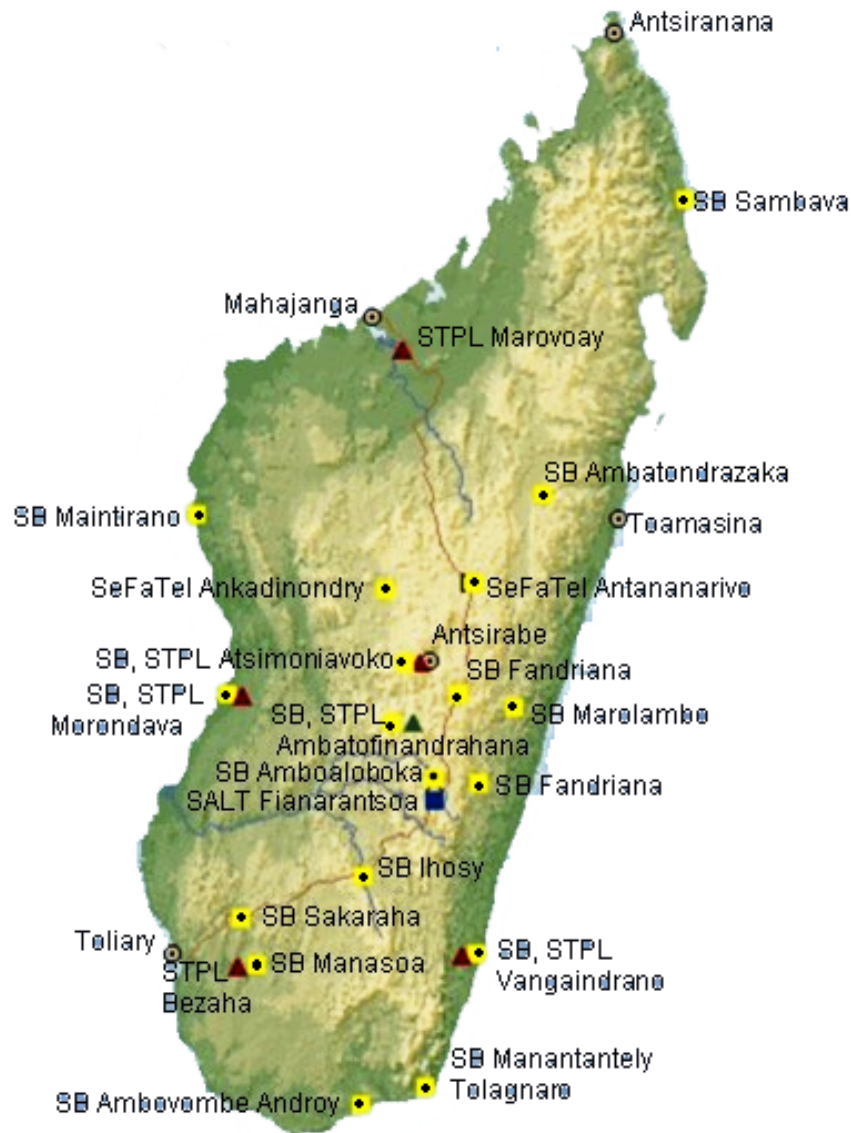 Antsiranana
SB Sambava
Mahajanga
STPL Marovoay
SB Ambatondrazaka
SB Maintirano
Toamasina
SeFaTel Ankadinondry
SeFaTel Antananarivo
Antsirabe
SB, STPL Atsimoniavoko
SB Fandriana
SB, STPL
Morondava
SB, STPL
Ambatofinandrahana
SB Marolambo
SB Amboaloboka
SB Fandriana
SALT Fianarantsoa
SB Ihosy
SB Sakaraha
Toliary
STPL
Bezaha
SB Manasoa
SB, STPL
Vangaindrano
SB Manantantely
Tolagnaro
SB Ambovombe Androy